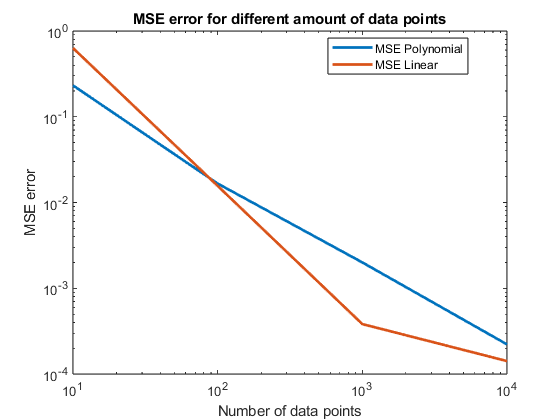 MSE error for different amount of data points
MSE Polynomial
MSE Linear
10^0
10^-1
10^-2
10^-3
10^-4
MSE error
10^1 10^2 10^3 10^4
Number of data points